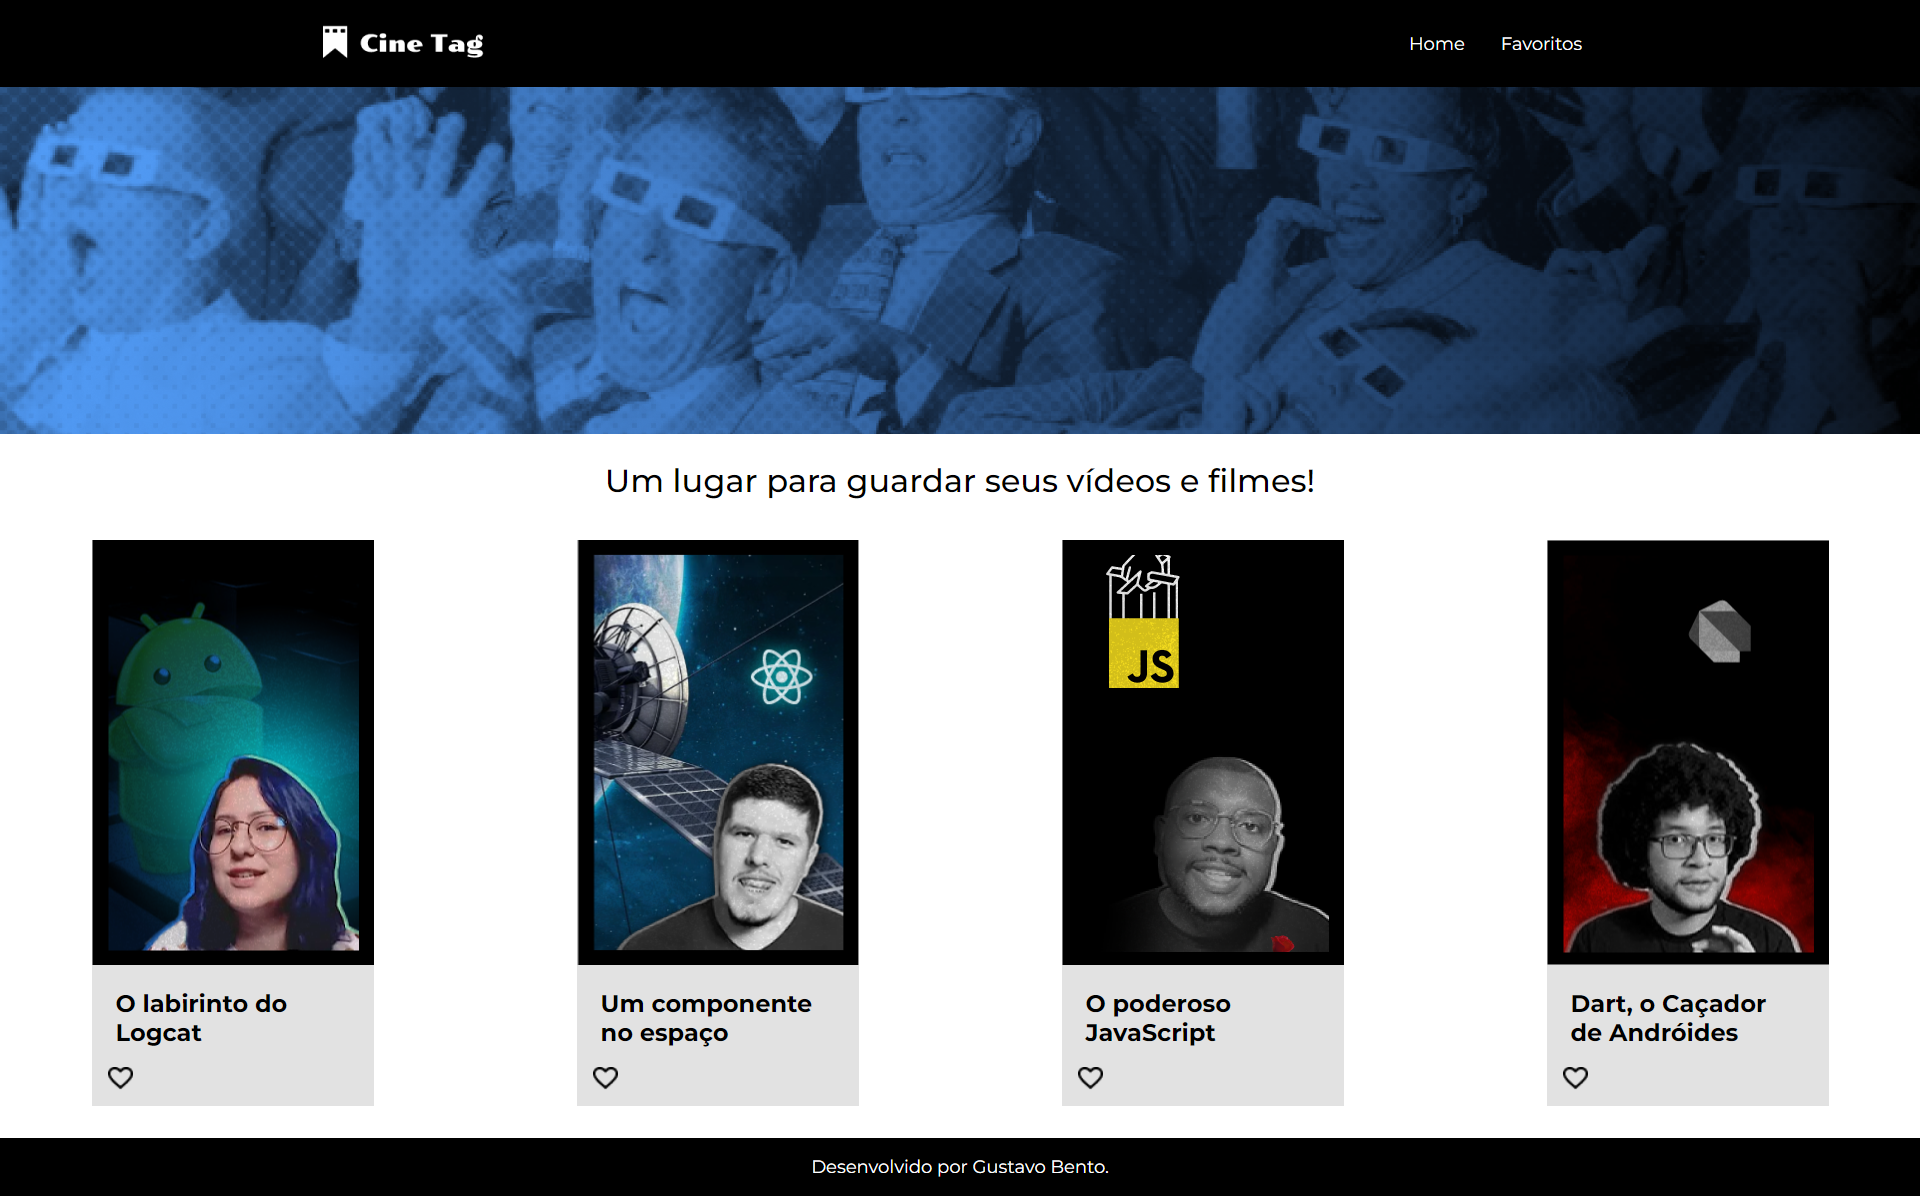 Cine Tag
Home
Favoritos
Um lugar para guardar seus vídeos e filmes!
JS
O labirinto do
Logcat
Um componente
no espaço
O poderoso
JavaScript
Dart, o Caçador
de Andróides
Desenvolvido por Gustavo Bento.